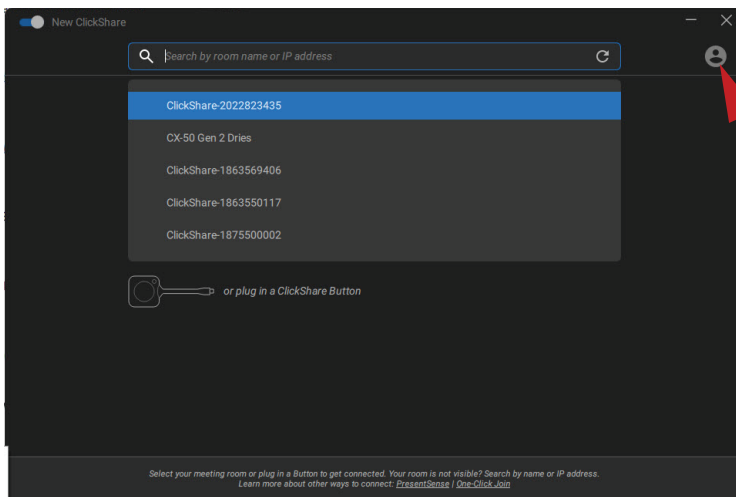 New ClickShare
Search by room name or IP address
ClickShare-2022823435
CX-50 Gen 2 Dries
ClickShare-1863569406
ClickShare-1863550117
ClickShare-1875500002
or plug in a ClickShare Button
Select your meeting room or plug in a Button to get connected. Your room is not visible? Search by name or IP address.
Learn more about other ways to connect: PresentSense | One-Click Join